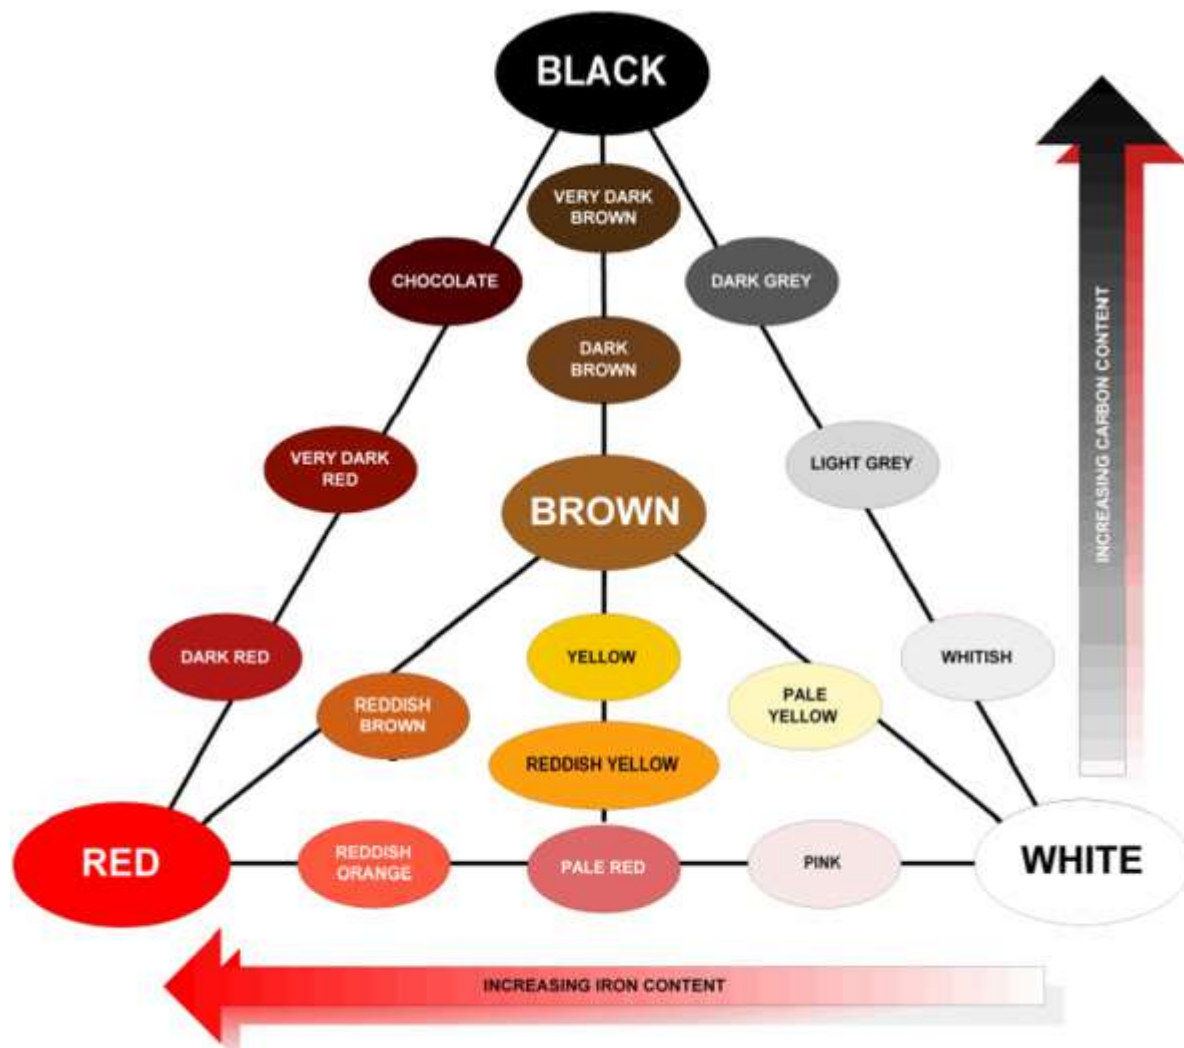 BLACK
VERY DARK
BROWN
CHOCOLATE
DARK GREY
DARK
BROWN
VERY DARK
RED
LIGHT GREY
BROWN
DARK RED
YELLOW
WHITISH
REDDISH
BROWN
PALE
YELLOW
REDDISH YELLOW
RED
REDDISH
ORANGE
PALE RED
PINK
WHITE
INCREASING CARBON CONTENT
INCREASING IRON CONTENT